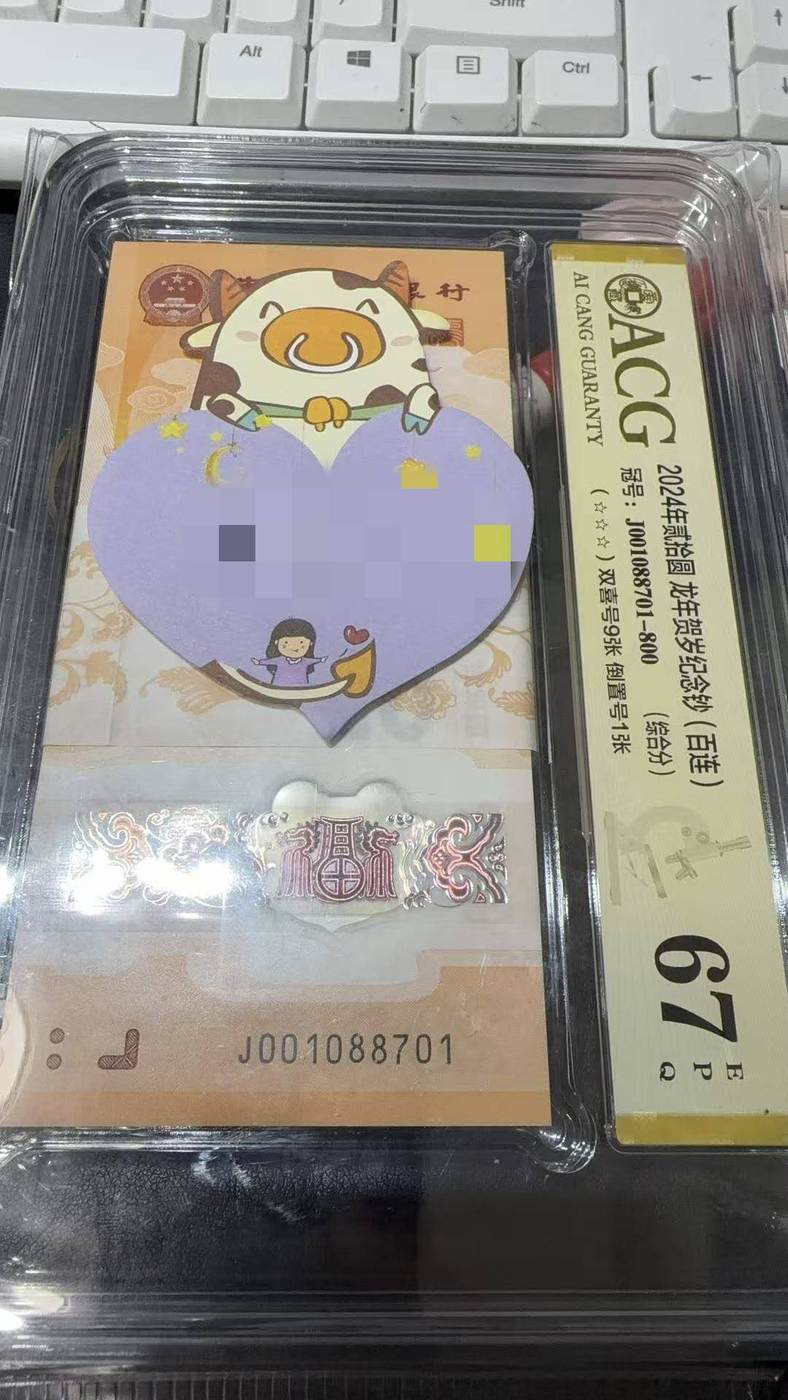 Shift
Alt
Ctrl
银行
ACG
AI CANG GUARANTY
2024年贰拾圆 龙年贺岁纪念钞（百连）
冠号：J001088701-800 （综合分）
（☆☆☆）双喜号9张 倒置号1张
67
E
P
Q
福
J001088701